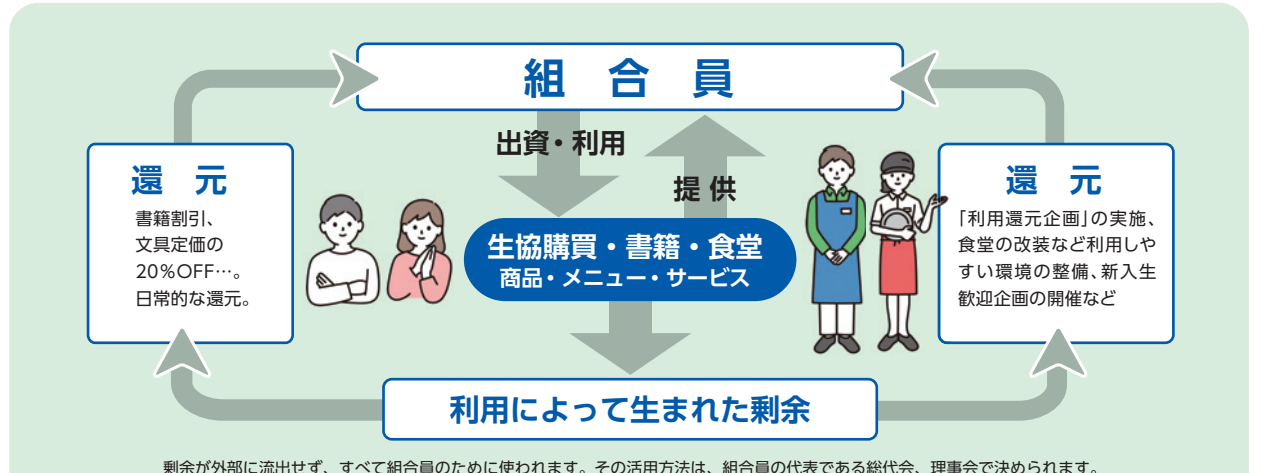 組合員
出資・利用
提供
還元
書籍割引、
文具定価の
20%OFF…。
日常的な還元。
生協購買・書籍・食堂
商品・メニュー・サービス
還元
「利用還元企画」の実施、
食堂の改装など利用しや
すい環境の整備、新入生
歓迎企画の開催など
利用によって生まれた剰余
剰余が外部に流出せず、すべて組合員のために使われます。その活用方法は、組合員の代表である総代会、理事会で決められます。